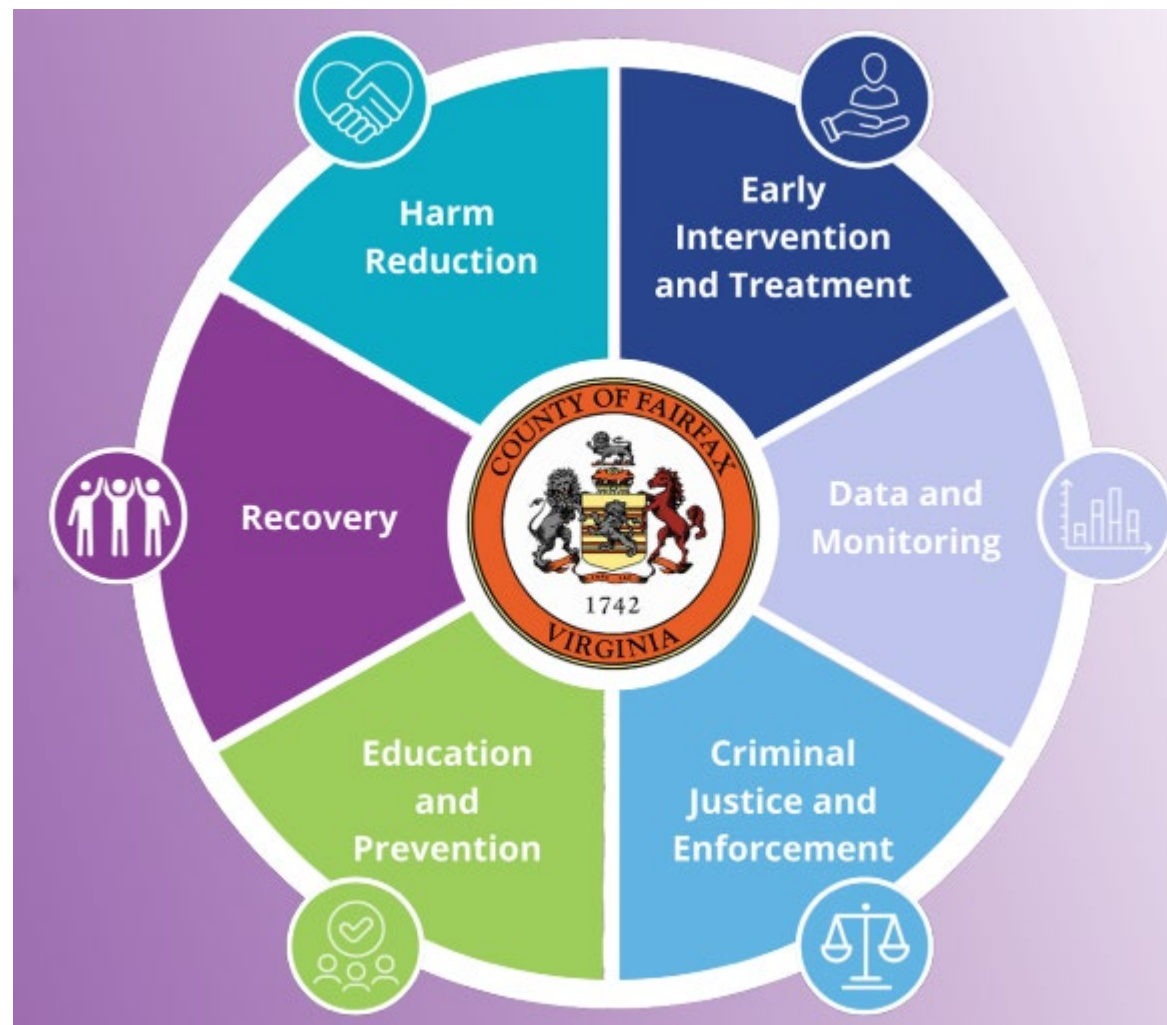 Harm
Reduction
Early
Intervention
and Treatment
Recovery
COUNTY OF FAIRFAX
1742
VIRGINIA
Data and
Monitoring
Education
and
Prevention
Criminal
Justice and
Enforcement